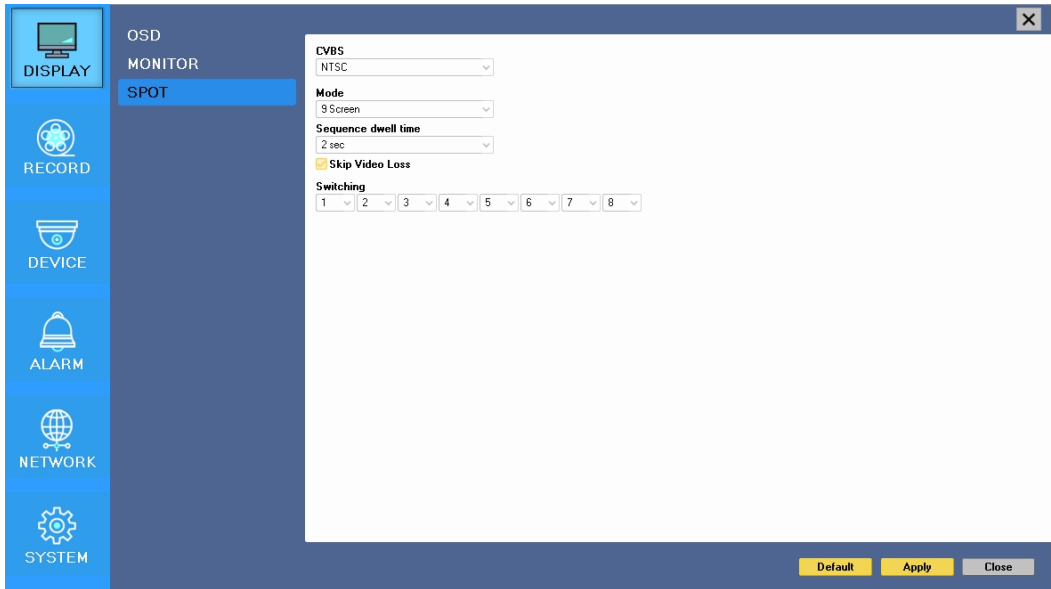 DISPLAY
RECORD
DEVICE
ALARM
NETWORK
SYSTEM
OSD
MONITOR
SPOT
CVBS
NTSC
Mode
9 Screen
Sequence dwell time
2 sec
Skip Video Loss
Switching
1 2 3 4 5 6 7 8
Default Apply Close